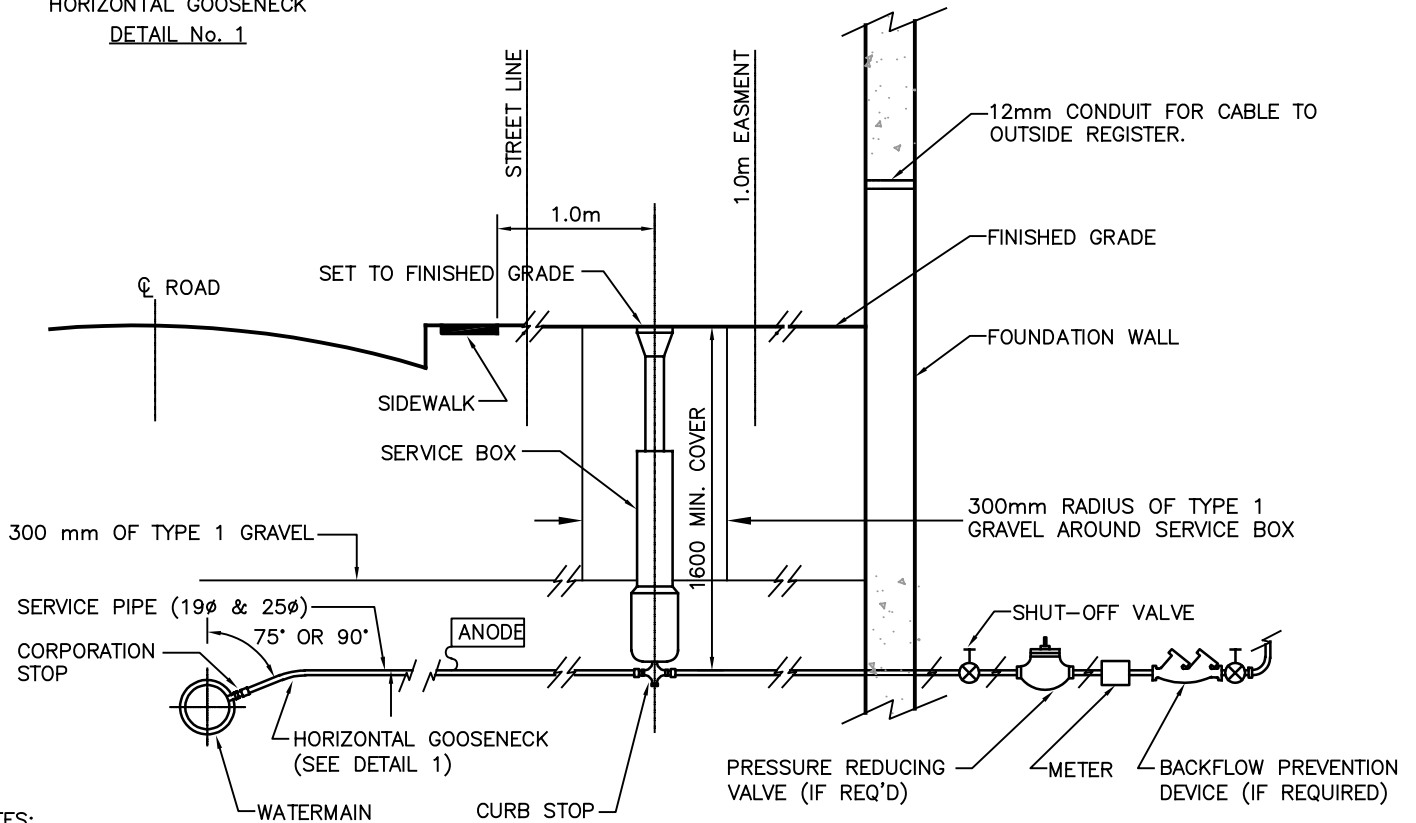 HORIZONTAL GOOSENECK
DETAIL No. 1
STREET LINE
1.0m EASMENT
12mm CONDUIT FOR CABLE TO
OUTSIDE REGISTER.
1.0m
FINISHED GRADE
SET TO FINISHED GRADE
℄ ROAD
FOUNDATION WALL
SIDEWALK
SERVICE BOX
1600 MIN. COVER
300mm RADIUS OF TYPE 1
GRAVEL AROUND SERVICE BOX
300 mm OF TYPE 1 GRAVEL
SERVICE PIPE (19ø & 25ø)
75° OR 90°
ANODE
SHUT-OFF VALVE
CORPORATION
STOP
HORIZONTAL GOOSENECK
(SEE DETAIL 1)
PRESSURE REDUCING
VALVE (IF REQ'D)
METER
BACKFLOW PREVENTION
DEVICE (IF REQUIRED)
WATERMAIN
CURB STOP
TES: